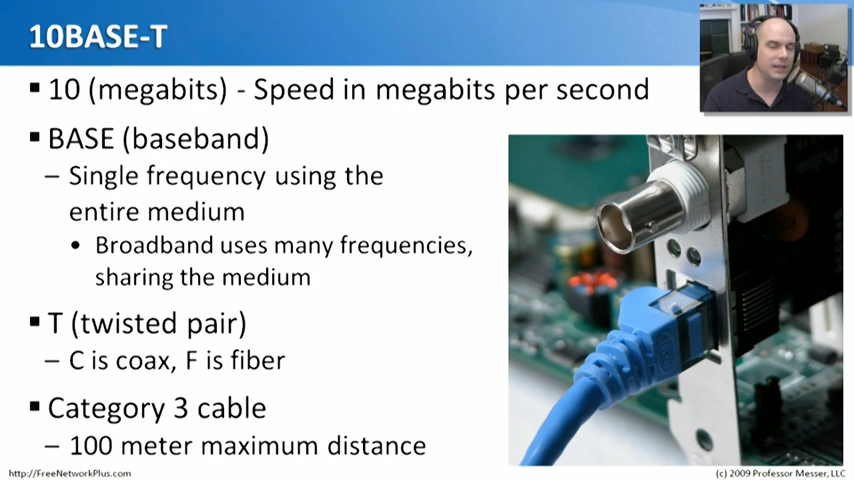 10BASE-T
▪ 10 (megabits) - Speed in megabits per second
▪ BASE (baseband)
– Single frequency using the
entire medium
• Broadband uses many frequencies,
sharing the medium
▪ T (twisted pair)
– C is coax, F is fiber
▪ Category 3 cable
– 100 meter maximum distance
http://FreeNetworkPlus.com
(c) 2009 Professor Messer, LLC